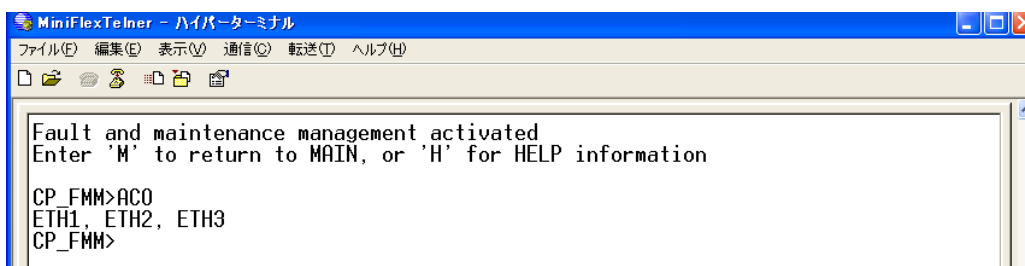 MiniFlexTelner - ハイパーターミナル
ファイル(F) 編集(E) 表示(V) 通信(C) 転送(T) ヘルプ(H)
Fault and maintenance management activated
Enter 'M' to return to MAIN, or 'H' for HELP information
CP_FMM>ACO
ETH1, ETH2, ETH3
CP_FMM>